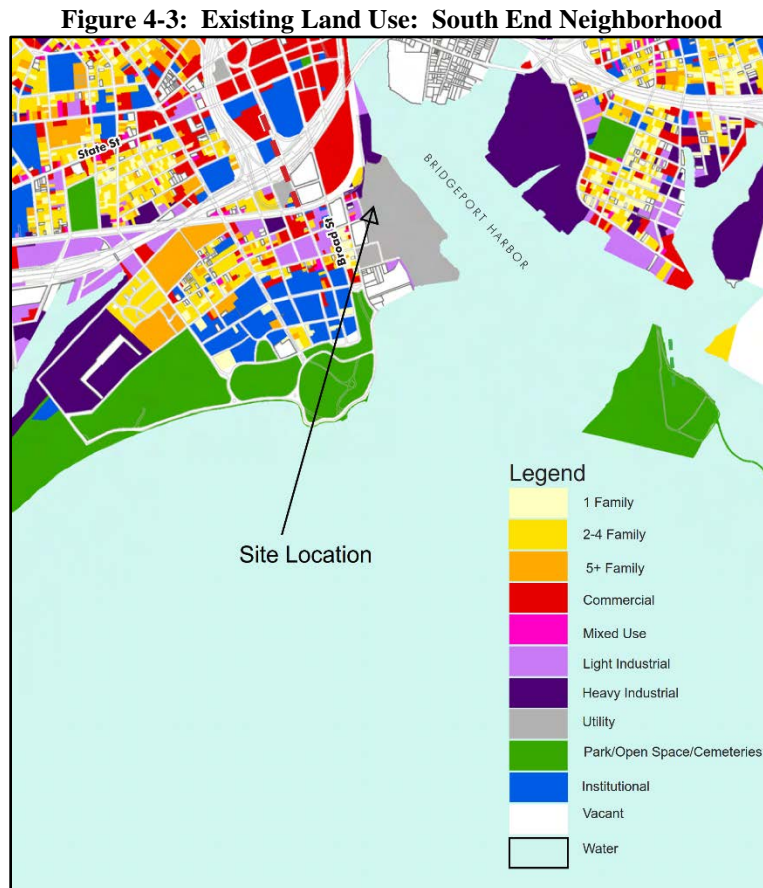 Figure 4-3:  Existing Land Use:  South End Neighborhood
State St
Broad St
BRIDGEPORT HARBOR
Site Location
Legend
1 Family
2-4 Family
5+ Family
Commercial
Mixed Use
Light Industrial
Heavy Industrial
Utility
Park/Open Space/Cemeteries
Institutional
Vacant
Water